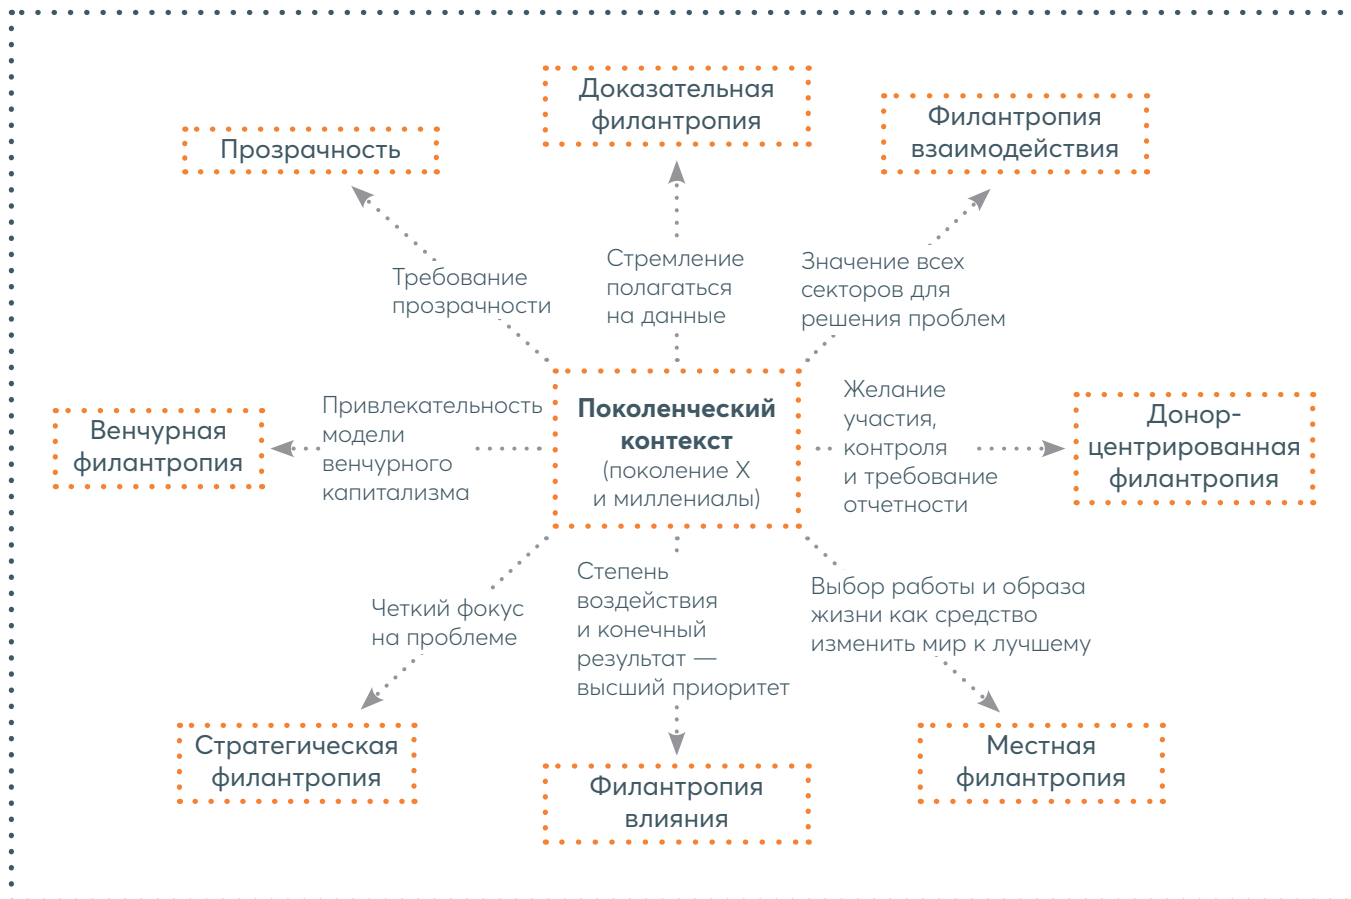 Доказательная
филантропия
Филантропия
взаимодействия
Прозрачность
Требование
прозрачности
Стремление
полагаться
на данные
Значение всех
секторов для
решения проблем
Венчурная
филантропия
Привлекательность
модели
венчурного
капитализма
Поколенческий
контекст
(поколение X
и миллениалы)
Желание
участия,
контроля
и требование
отчетности
Донор-
центрированная
филантропия
Четкий фокус
на проблеме
Степень
воздействия
и конечный
результат —
высший приоритет
Выбор работы и образа
жизни как средство
изменить мир к лучшему
Стратегическая
филантропия
Филантропия
влияния
Местная
филантропия